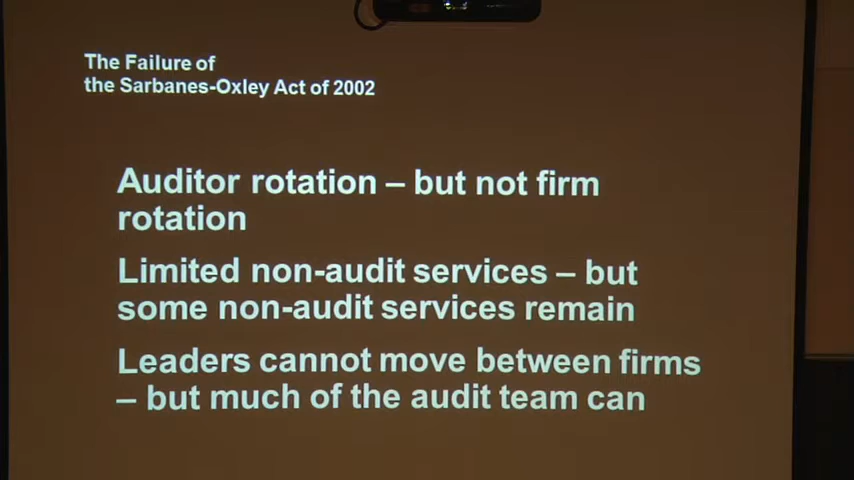 The Failure of
the Sarbanes-Oxley Act of 2002
Auditor rotation – but not firm
rotation
Limited non-audit services – but
some non-audit services remain
Leaders cannot move between firms
– but much of the audit team can